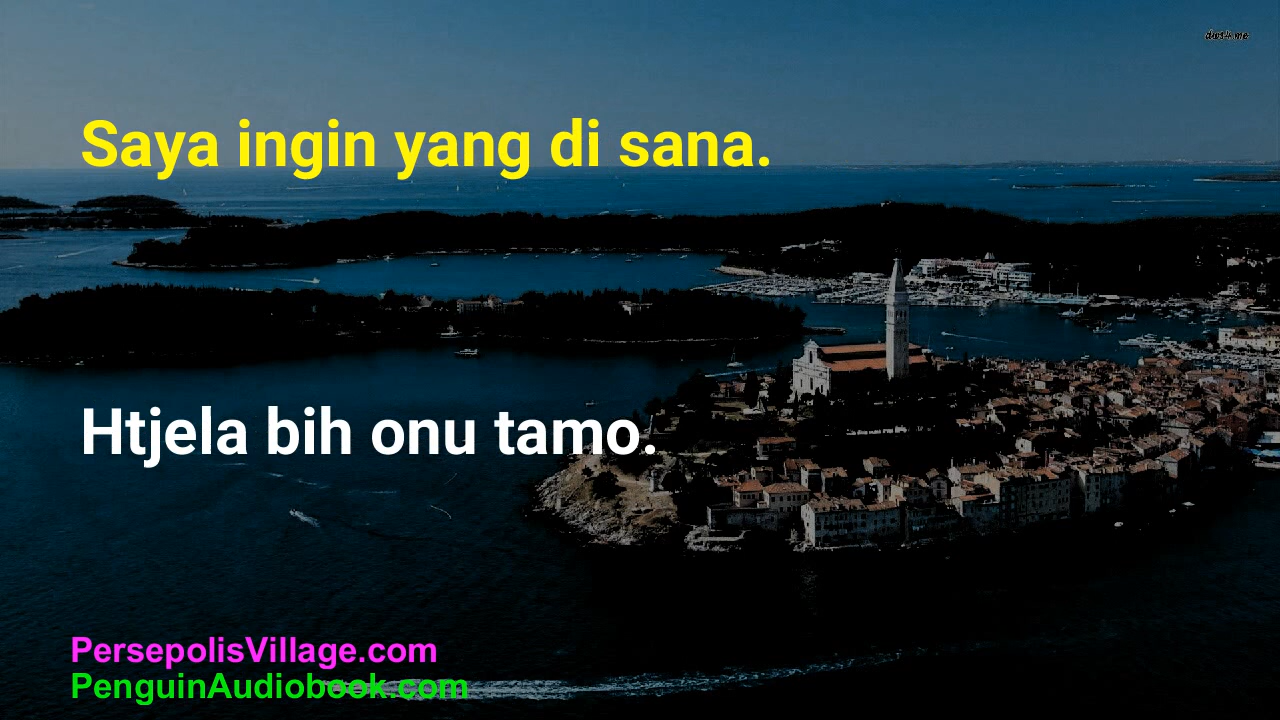 Saya ingin yang di sana.
Htjela bih onu tamo.
PersepolisVillage.com
PenguinAudiobook.com